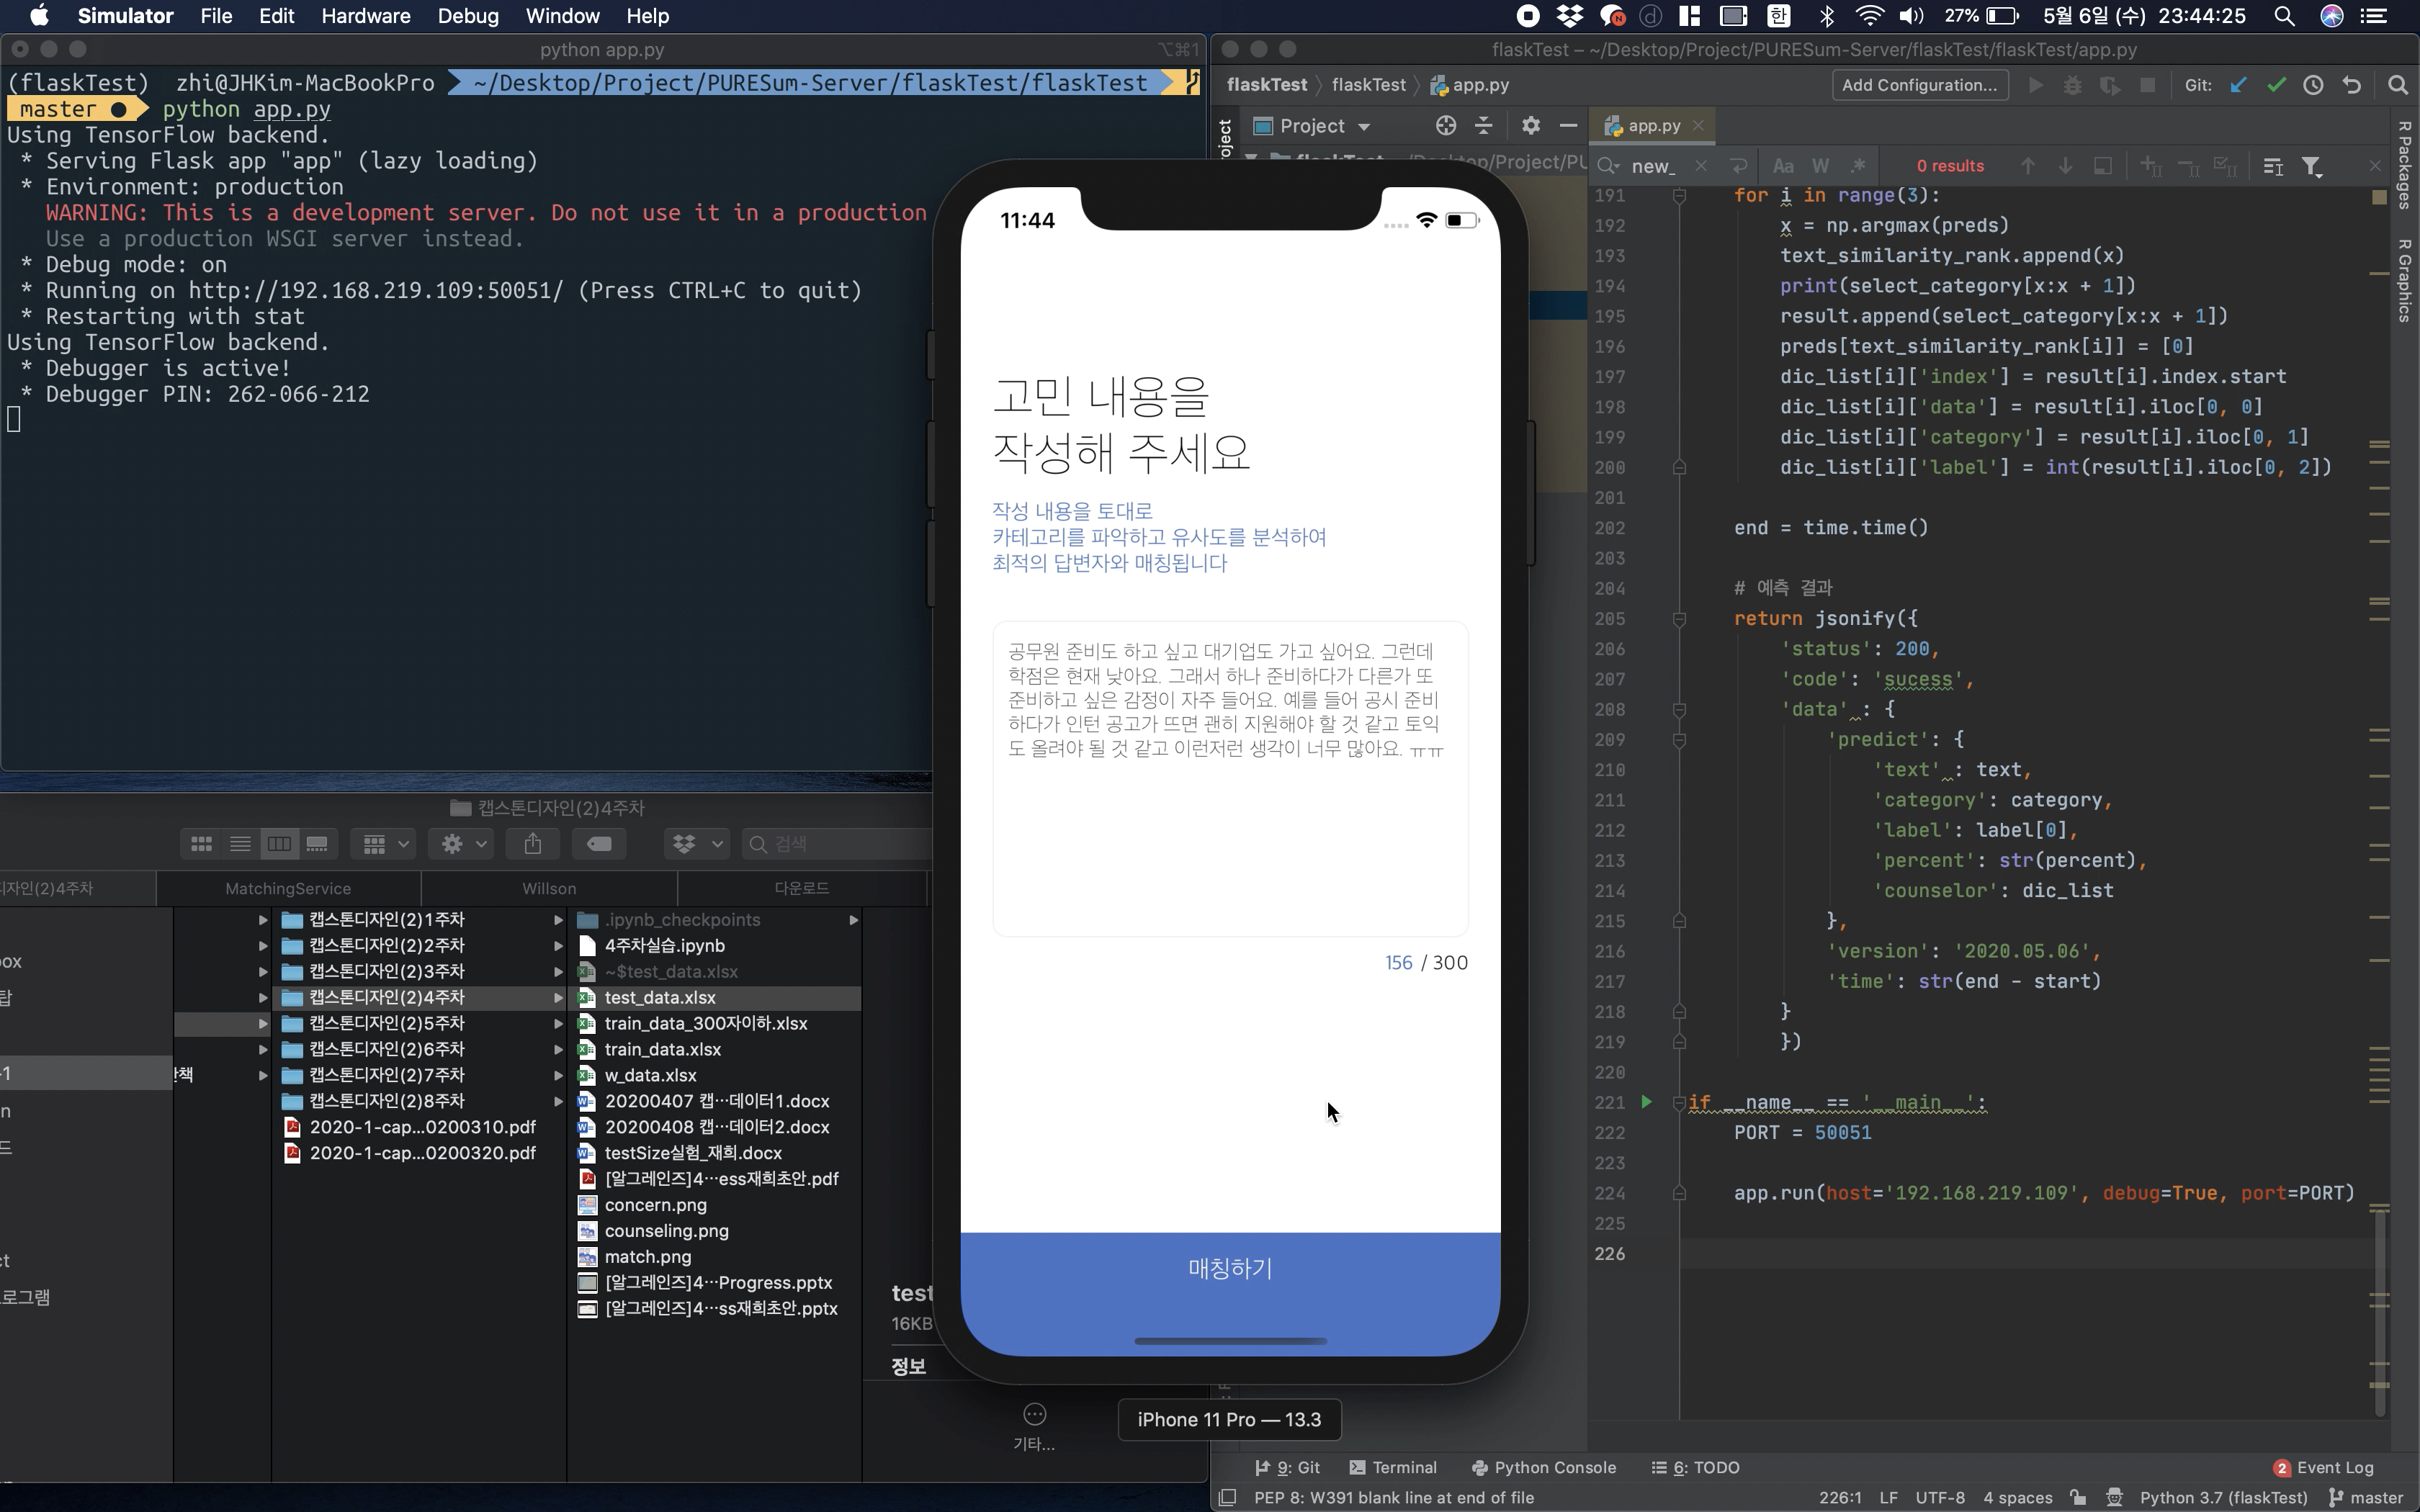 Simulator File Edit Hardware Debug Window Help
27% 5월 6일 (수) 23:44:25
python app.py
⌥⌘1
(flaskTest) zhi@JHKim-MacBookPro ~/Desktop/Project/PURESum-Server/flaskTest/flaskTest
master ● python app.py
Using TensorFlow backend.
* Serving Flask app "app" (lazy loading)
* Environment: production
WARNING: This is a development server. Do not use it in a production
Use a production WSGI server instead.
* Debug mode: on
* Running on http://192.168.219.109:50051/ (Press CTRL+C to quit)
* Restarting with stat
Using TensorFlow backend.
* Debugger is active!
* Debugger PIN: 262-066-212
캡스톤디자인(2)4주차
검색
디자인(2)4주차
MatchingService
Willson
다운로드
ox
탑
-1
n
드
ct
로그램
캡스톤디자인(2)1주차
캡스톤디자인(2)2주차
캡스톤디자인(2)3주차
캡스톤디자인(2)4주차
캡스톤디자인(2)5주차
캡스톤디자인(2)6주차
캡스톤디자인(2)7주차
캡스톤디자인(2)8주차
2020-1-cap...0200310.pdf
2020-1-cap...0200320.pdf
.ipynb_checkpoints
4주차실습.ipynb
~$test_data.xlsx
test_data.xlsx
train_data_300자이하.xlsx
train_data.xlsx
w_data.xlsx
20200407 캡…데이터1.docx
20200408 캡…데이터2.docx
testSize실험_재희.docx
[알그레인즈]4…ess재희초안.pdf
concern.png
counseling.png
match.png
[알그레인즈]4…Progress.pptx
[알그레인즈]4…ss재희초안.pptx
test
16KB
정보
기타...
11:44
고민 내용을
작성해 주세요
작성 내용을 토대로
카테고리를 파악하고 유사도를 분석하여
최적의 답변자와 매칭됩니다
공무원 준비도 하고 싶고 대기업도 가고 싶어요. 그런데
학점은 현재 낮아요. 그래서 하나 준비하다가 다른가 또
준비하고 싶은 감정이 자주 들어요. 예를 들어 공시 준비
하다가 인턴 공고가 뜨면 괜히 지원해야 할 것 같고 토익
도 올려야 될 것 같고 이런저런 생각이 너무 많아요. ㅠㅠ
156 / 300
매칭하기
iPhone 11 Pro — 13.3
flaskTest – ~/Desktop/Project/PURESum-Server/flaskTest/flaskTest/app.py
flaskTest flaskTest app.py
Add Configuration...
Git:
Project
app.py
new_
Aa W .*
0 results
R Packages
R Graphics
191 for i in range(3):
192 x = np.argmax(preds)
193 text_similarity_rank.append(x)
194 print(select_category[x:x + 1])
195 result.append(select_category[x:x + 1])
196 preds[text_similarity_rank[i]] = [0]
197 dic_list[i]['index'] = result[i].index.start
198 dic_list[i]['data'] = result[i].iloc[0, 0]
199 dic_list[i]['category'] = result[i].iloc[0, 1]
200 dic_list[i]['label'] = int(result[i].iloc[0, 2])
201
202 end = time.time()
203
204 # 예측 결과
205 return jsonify({
206 'status': 200,
207 'code': 'sucess',
208 'data' : {
209 'predict': {
210 'text' : text,
211 'category': category,
212 'label': label[0],
213 'percent': str(percent),
214 'counselor': dic_list
215 },
216 'version': '2020.05.06',
217 'time': str(end - start)
218 }
219 })
220
221 if __name__ == '__main__':
222 PORT = 50051
223
224 app.run(host='192.168.219.109', debug=True, port=PORT)
225
226
9: Git Terminal Python Console 6: TODO
2 Event Log
PEP 8: W391 blank line at end of file
226:1 LF UTF-8 4 spaces Python 3.7 (flaskTest) master